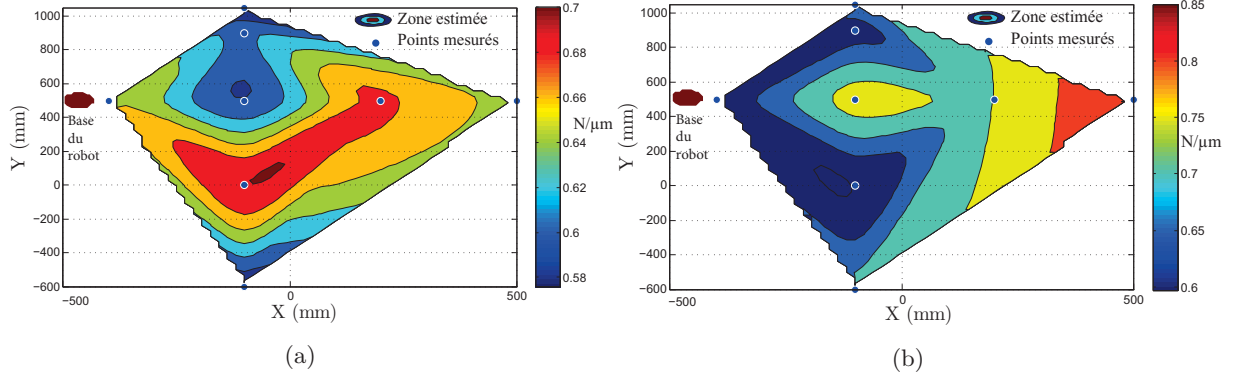 1000
800
600
400
200
0
−200
−400
−600
Y (mm)
−500
0
500
X (mm)
Zone estimée
Points mesurés
Base
du
robot
N/µm
0.7
0.68
0.66
0.64
0.62
0.6
0.58
(a)
1000
800
600
400
200
0
−200
−400
−600
Y (mm)
−500
0
500
X (mm)
Zone estimée
Points mesurés
Base
du
robot
N/µm
0.85
0.8
0.75
0.7
0.65
0.6
(b)